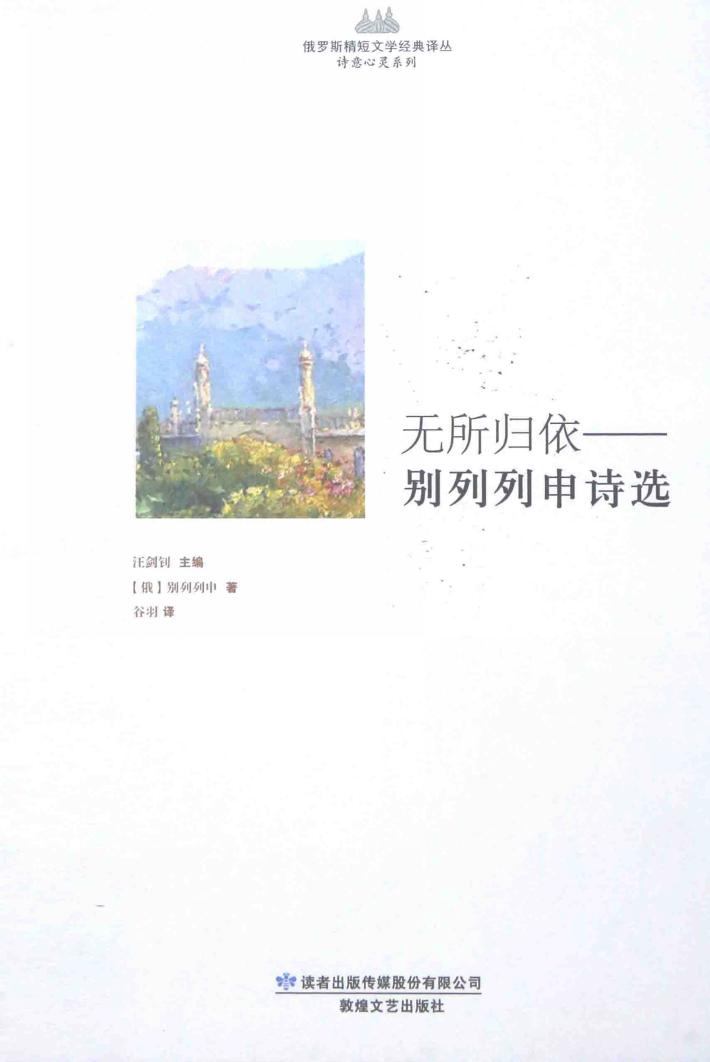 俄罗斯精短文学经典译丛
诗意心灵系列
无所归依——
别列列申诗选
汪剑钊 主编
【俄】别列列申 著
谷羽 译
读者出版传媒股份有限公司
敦煌文艺出版社